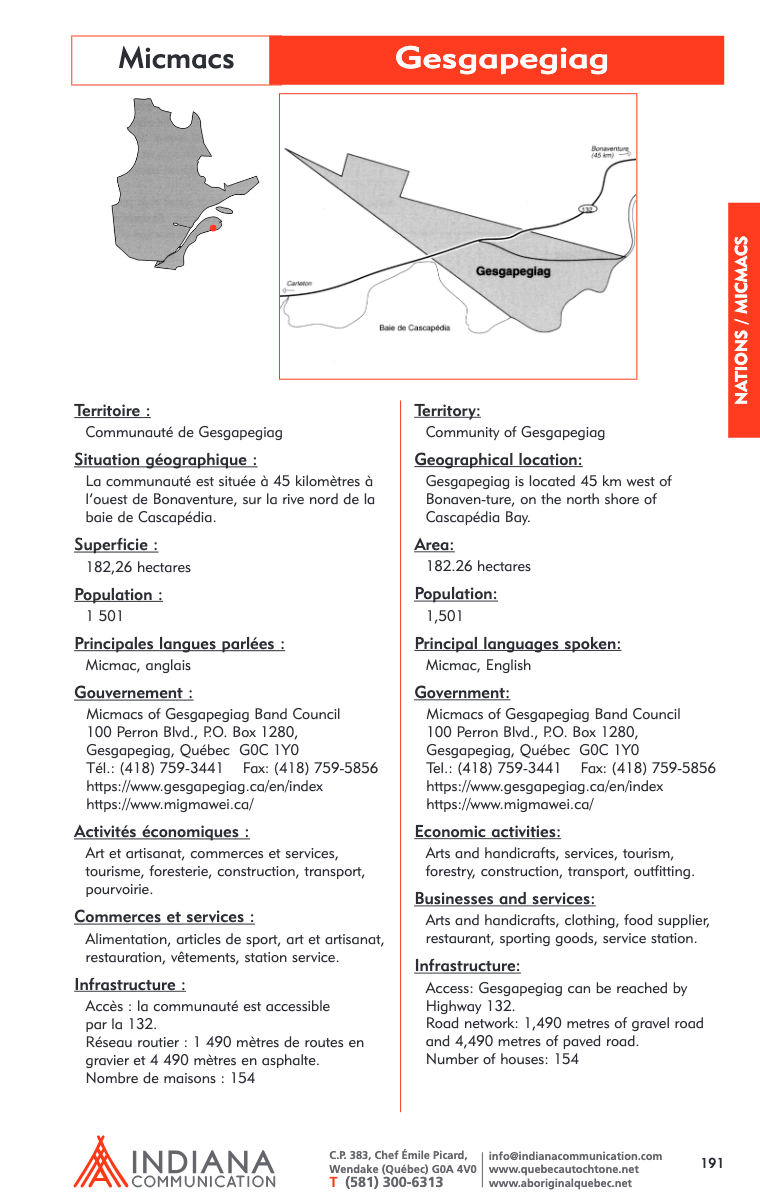 Micmacs
Gesgapegiag
Bonaventure
(45 km)
132
Gesgapegiag
Carleton
Baie de Cascapédia
NATIONS / MICMACS
Territoire :
Communauté de Gesgapegiag
Situation géographique :
La communauté est située à 45 kilomètres à
l'ouest de Bonaventure, sur la rive nord de la
baie de Cascapédia.
Superficie :
182,26 hectares
Population :
1 501
Principales langues parlées :
Micmac, anglais
Gouvernement :
Micmacs of Gesgapegiag Band Council
100 Perron Blvd., P.O. Box 1280,
Gesgapegiag, Québec  G0C 1Y0
Tél.: (418) 759-3441    Fax: (418) 759-5856
https://www.gesgapegiag.ca/en/index
https://www.migmawei.ca/
Activités économiques :
Art et artisanat, commerces et services,
tourisme, foresterie, construction, transport,
pourvoirie.
Commerces et services :
Alimentation, articles de sport, art et artisanat,
restauration, vêtements, station service.
Infrastructure :
Accès : la communauté est accessible
par la 132.
Réseau routier : 1 490 mètres de routes en
gravier et 4 490 mètres en asphalte.
Nombre de maisons : 154
Territory:
Community of Gesgapegiag
Geographical location:
Gesgapegiag is located 45 km west of
Bonaven-ture, on the north shore of
Cascapédia Bay.
Area:
182.26 hectares
Population:
1,501
Principal languages spoken:
Micmac, English
Government:
Micmacs of Gesgapegiag Band Council
100 Perron Blvd., P.O. Box 1280,
Gesgapegiag, Québec  G0C 1Y0
Tel.: (418) 759-3441    Fax: (418) 759-5856
https://www.gesgapegiag.ca/en/index
https://www.migmawei.ca/
Economic activities:
Arts and handicrafts, services, tourism,
forestry, construction, transport, outfitting.
Businesses and services:
Arts and handicrafts, clothing, food supplier,
restaurant, sporting goods, service station.
Infrastructure:
Access: Gesgapegiag can be reached by
Highway 132.
Road network: 1,490 metres of gravel road
and 4,490 metres of paved road.
Number of houses: 154
INDIANA
COMMUNICATION
C.P. 383, Chef Émile Picard,
Wendake (Québec) G0A 4V0
T (581) 300-6313
info@indianacommunication.com
www.quebecautochtone.net
www.aboriginalquebec.net
191